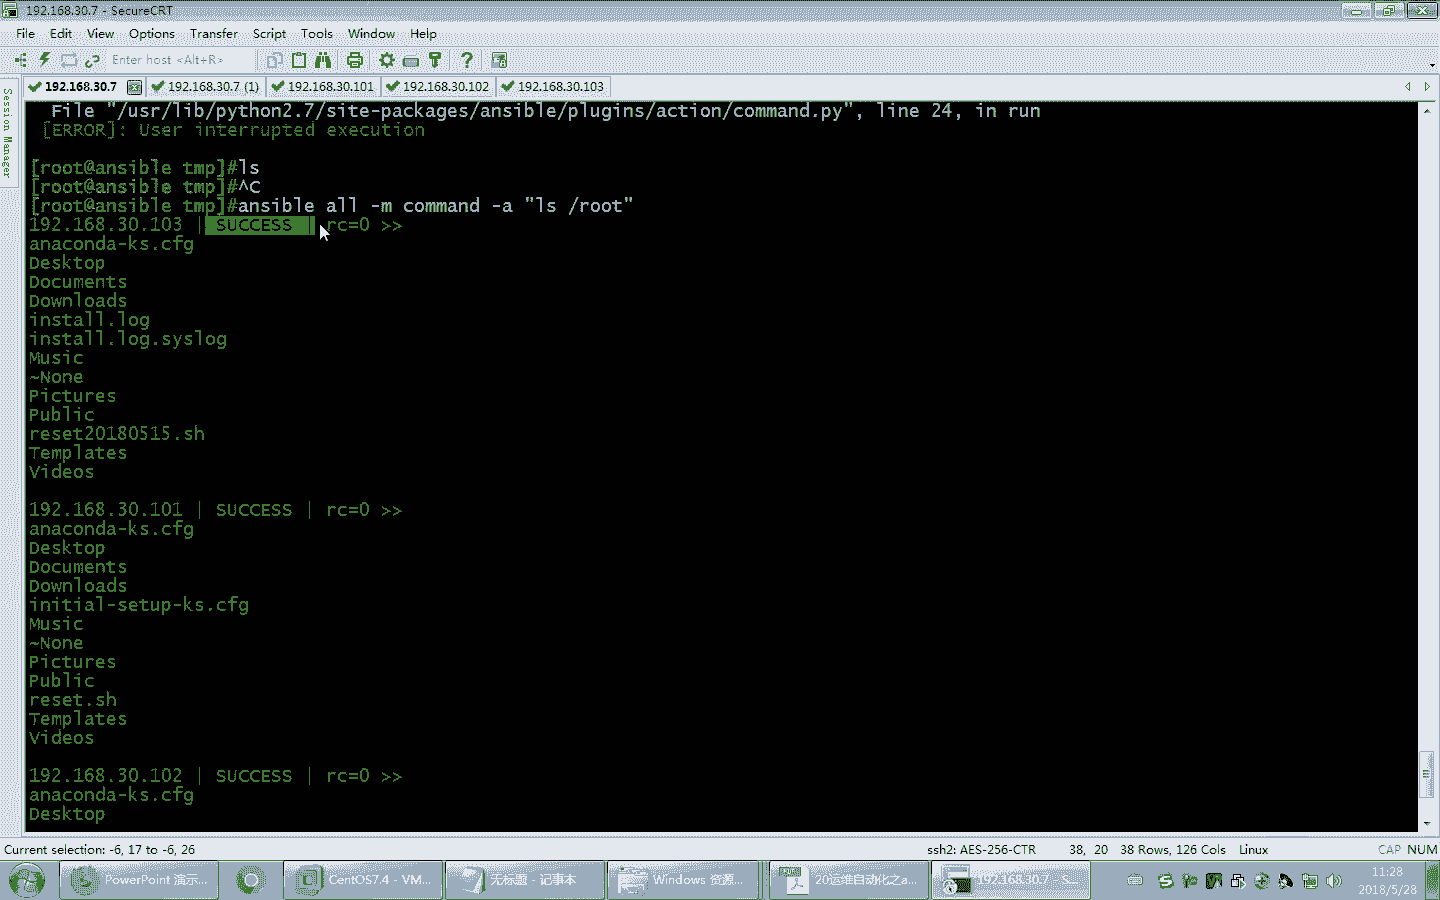 192.168.30.7 - SecureCRT
File Edit View Options Transfer Script Tools Window Help
Enter host <Alt+R>
192.168.30.7 192.168.30.7 (1) 192.168.30.101 192.168.30.102 192.168.30.103
Session Manager
File "/usr/lib/python2.7/site-packages/ansible/plugins/action/command.py", line 24, in run
[ERROR]: User interrupted execution
[root@ansible tmp]#ls
[root@ansible tmp]#^C
[root@ansible tmp]#ansible all -m command -a "ls /root"
192.168.30.103 | SUCCESS | rc=0 >>
anaconda-ks.cfg
Desktop
Documents
Downloads
install.log
install.log.syslog
Music
~None
Pictures
Public
reset20180515.sh
Templates
Videos
192.168.30.101 | SUCCESS | rc=0 >>
anaconda-ks.cfg
Desktop
Documents
Downloads
initial-setup-ks.cfg
Music
~None
Pictures
Public
reset.sh
Templates
Videos
192.168.30.102 | SUCCESS | rc=0 >>
anaconda-ks.cfg
Desktop
Current selection: -6, 17 to -6, 26 ssh2: AES-256-CTR 38, 20 38 Rows, 126 Cols Linux CAP NUM
PowerPoint 演示... CentOS7.4 - VM... 无标题 - 记事本 Windows 资源... 20运维自动化之a... 192.168.30.7 - S... 11:28
2018/5/28